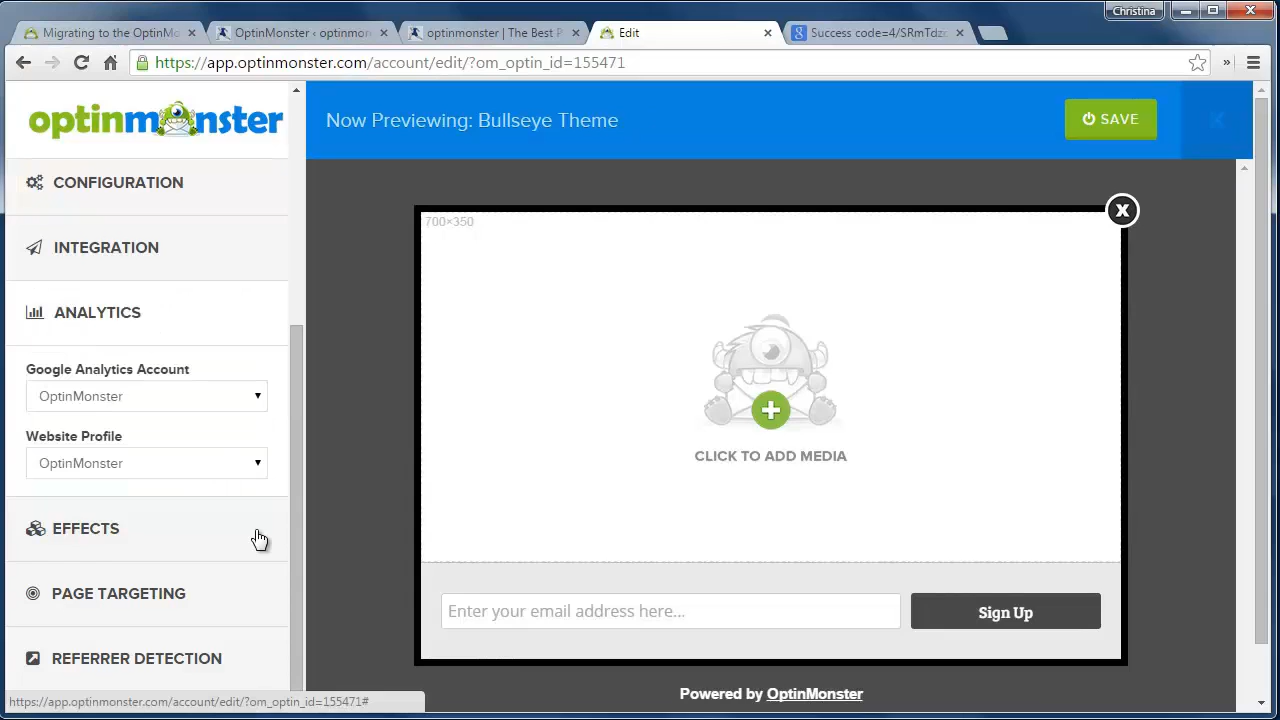 Christina
Migrating to the OptinMo
OptinMonster ‹ optinmon
optinmonster | The Best P
Edit
Success code=4/SRmTdz
https://app.optinmonster.com/account/edit/?om_optin_id=155471
optinmonster
Now Previewing: Bullseye Theme
SAVE
X
CONFIGURATION
INTEGRATION
ANALYTICS
Google Analytics Account
OptinMonster
Website Profile
OptinMonster
EFFECTS
PAGE TARGETING
REFERRER DETECTION
700×350
X
CLICK TO ADD MEDIA
Enter your email address here...
Sign Up
Powered by OptinMonster
https://app.optinmonster.com/account/edit/?om_optin_id=155471#